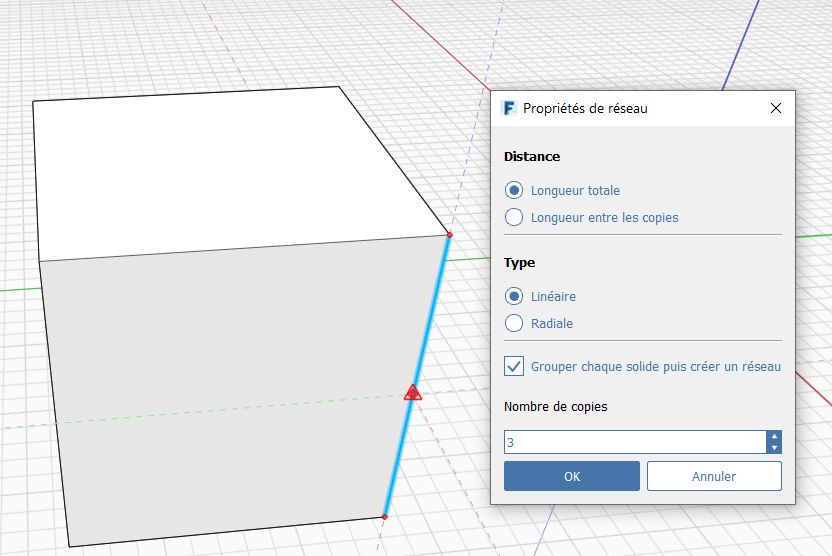 F Propriétés de réseau
Distance
Longueur totale
Longueur entre les copies
Type
Linéaire
Radiale
Grouper chaque solide puis créer un réseau
Nombre de copies
3
OK Annuler